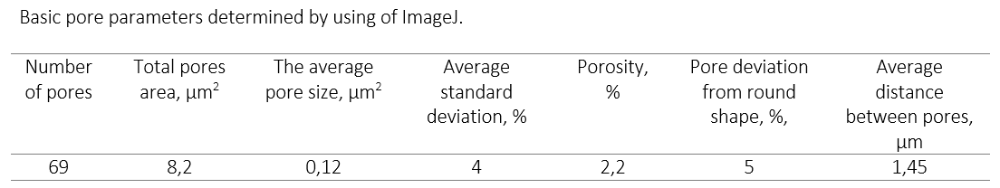 Basic pore parameters determined by using of ImageJ.
Number Total pores The average Average Porosity, Pore deviation Average
of pores area, μm² pore size, μm² standard % from round distance
deviation, % shape, %, between pores,
μm
69 8,2 0,12 4 2,2 5 1,45